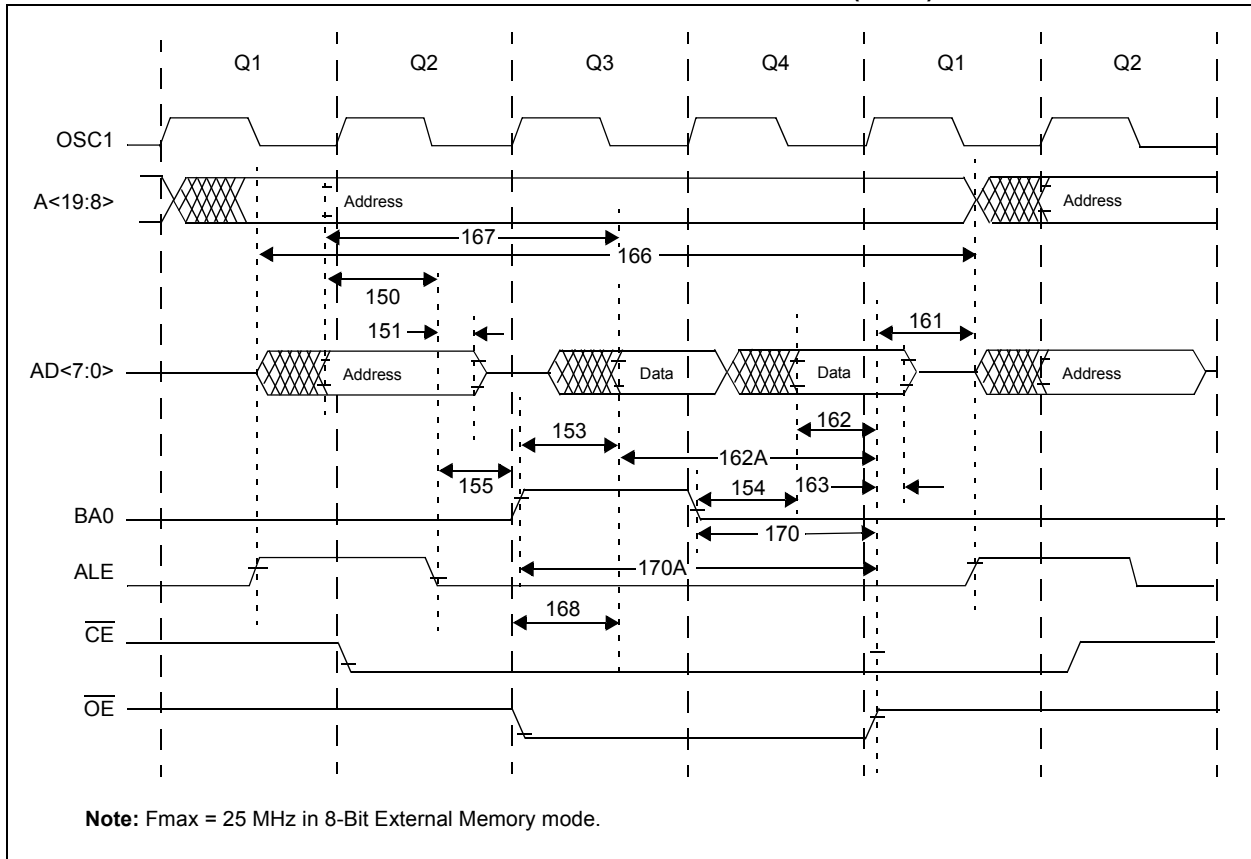 Q1 Q2 Q3 Q4 Q1 Q2
OSC1
A<19:8>
Address Address
167
166
150
151 161
AD<7:0>
Address Data Data Address
162
153
162A
155 154 163
BA0
170
ALE
170A
168
CE
OE
Note: Fmax = 25 MHz in 8-Bit External Memory mode.